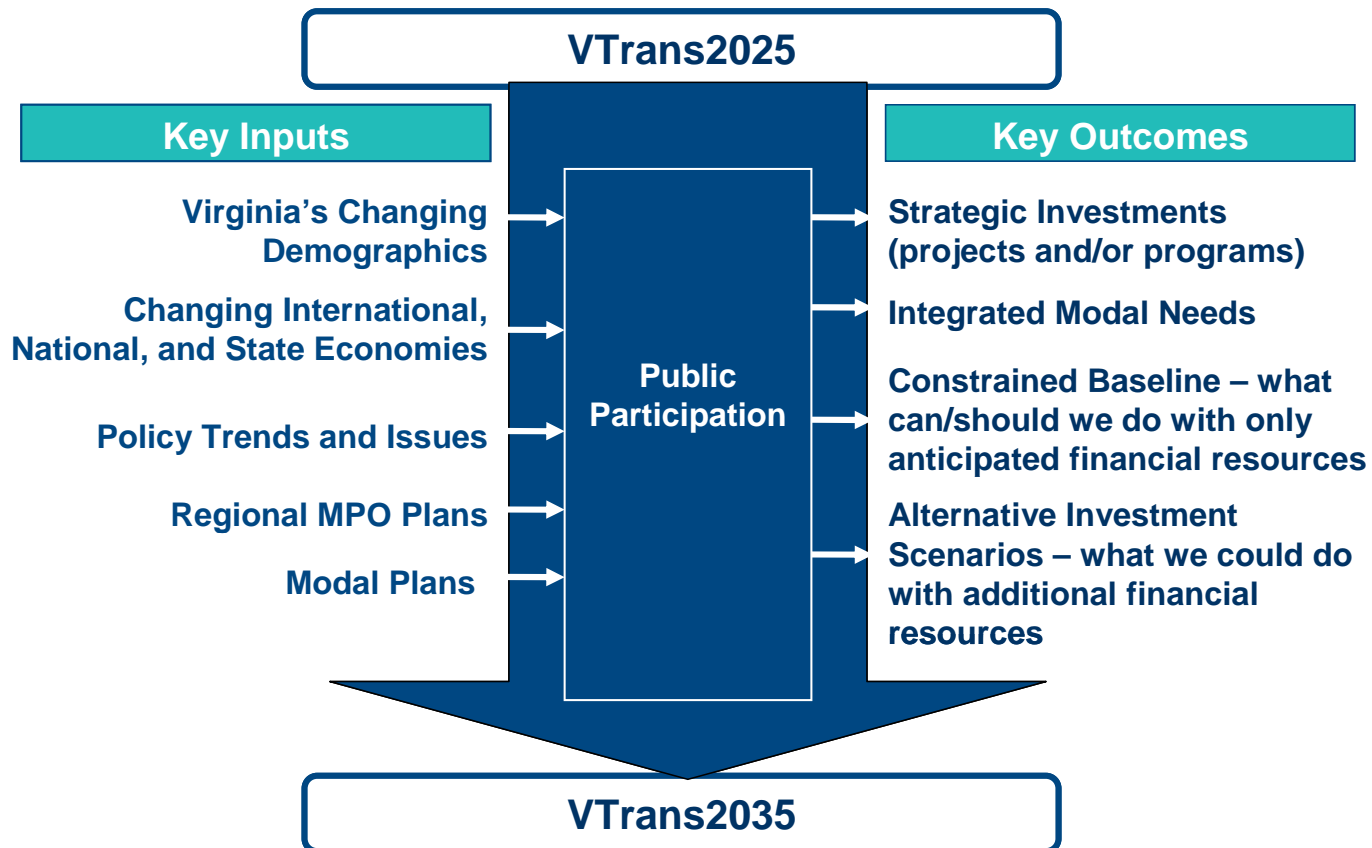 VTrans2025
Key Inputs
Virginia’s Changing
Demographics
Changing International,
National, and State Economies
Policy Trends and Issues
Regional MPO Plans
Modal Plans
Public
Participation
Key Outcomes
Strategic Investments
(projects and/or programs)
Integrated Modal Needs
Constrained Baseline – what
can/should we do with only
anticipated financial resources
Alternative Investment
Scenarios – what we could do
with additional financial
resources
VTrans2035